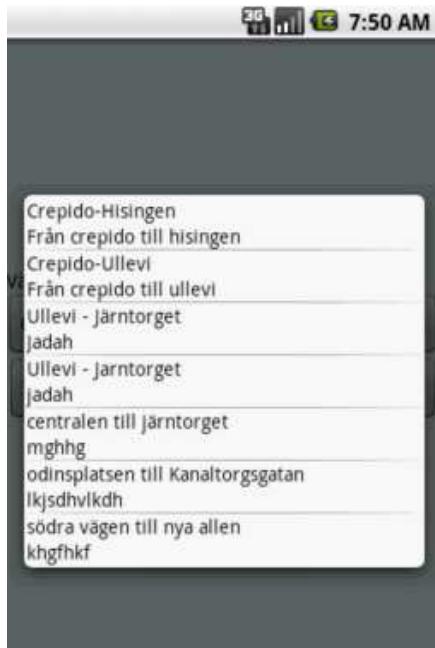 3G
7:50 AM
Crepido-Hisingen
Från crepido till hisingen
Crepido-Ullevi
Från crepido till ullevi
Ullevi - Järntorget
Jadah
Ullevi - Jarntorget
jadah
centralen till järntorget
mghhg
odinsplatsen till Kanaltorgsgatan
lkjsdhvlkdh
södra vägen till nya allen
khgfhkf